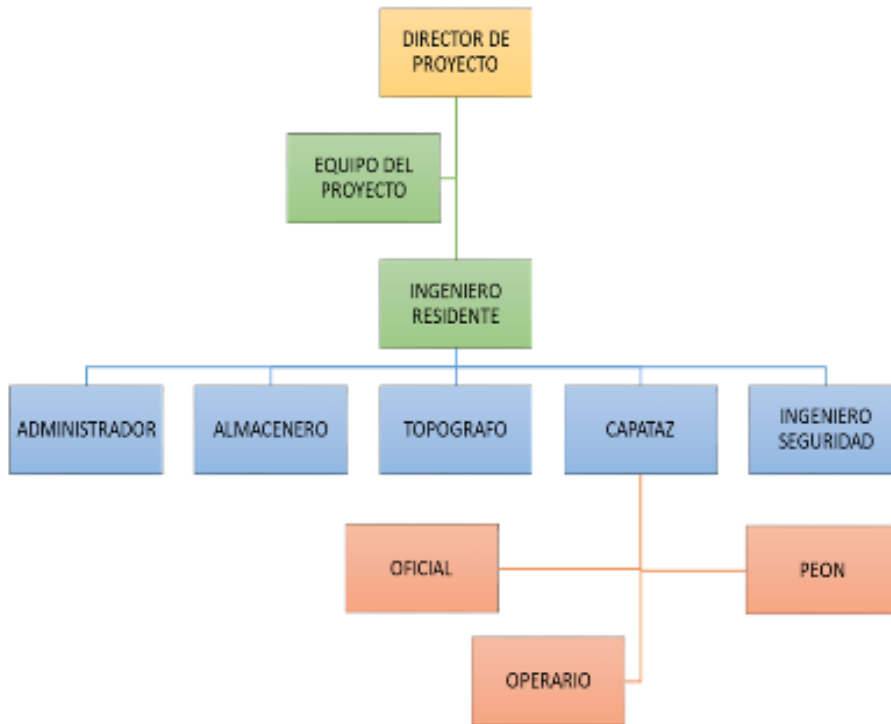 DIRECTOR DE
PROYECTO
EQUIPO DEL
PROYECTO
INGENIERO
RESIDENTE
ADMINISTRADOR
ALMACENERO
TOPOGRAFO
CAPATAZ
INGENIERO
SEGURIDAD
OFICIAL
PEON
OPERARIO